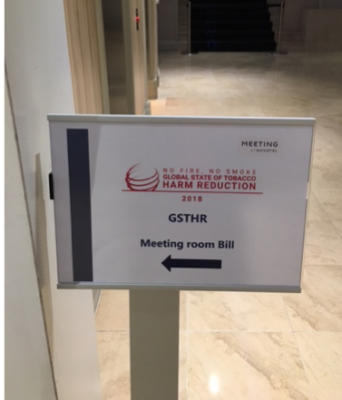 MEETING
NO FIRE, NO SMOKE
GLOBAL STATE OF TOBACCO
HARM REDUCTION
2018
GSTHR
Meeting room Bill